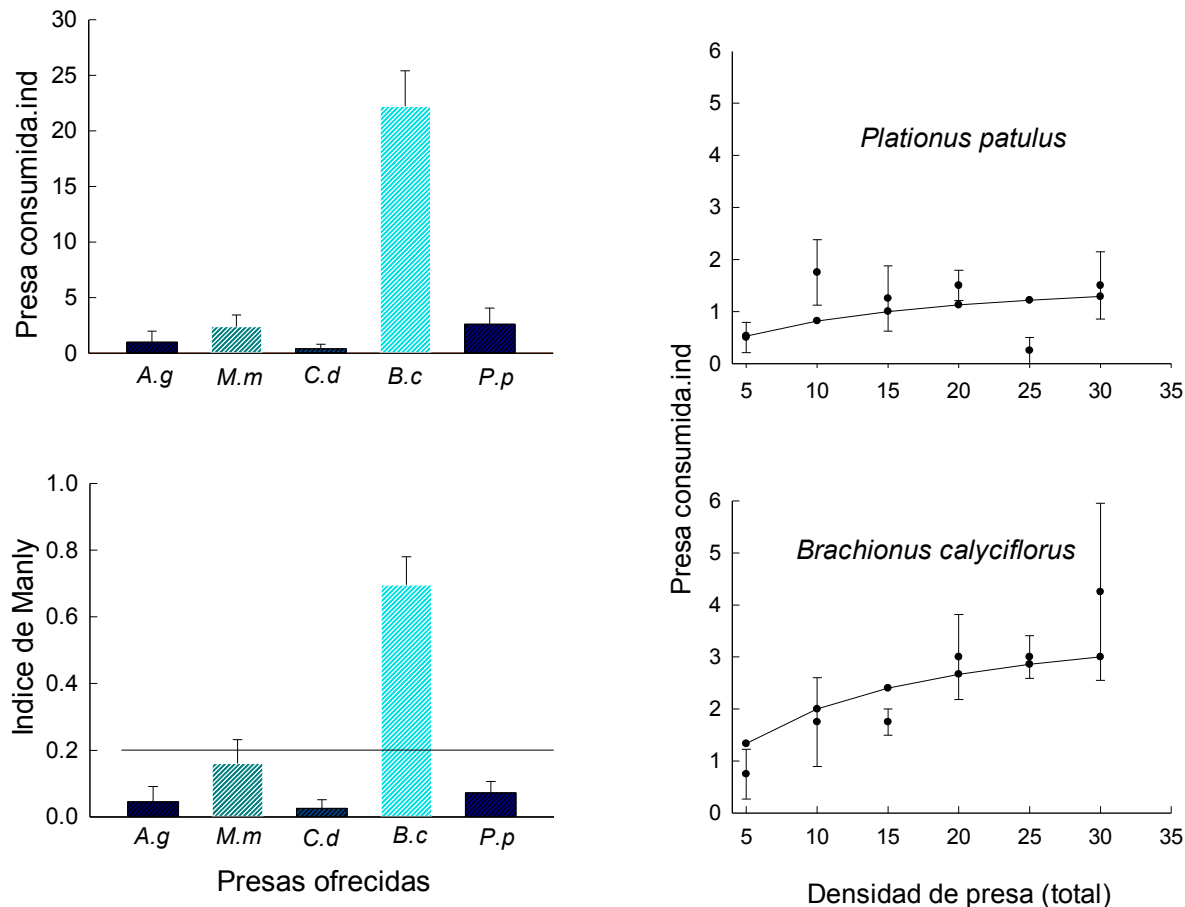 30
25
20
15
10
5
0
Presa consumida.ind
A.g M.m C.d B.c P.p
1.0
0.8
0.6
0.4
0.2
0.0
Indice de Manly
A.g M.m C.d B.c P.p
Presas ofrecidas
6
5
4
3
2
1
0
Plationus patulus
5 10 15 20 25 30 35
Presa consumida.ind
6
5
4
3
2
1
0
Brachionus calyciflorus
5 10 15 20 25 30 35
Densidad de presa (total)